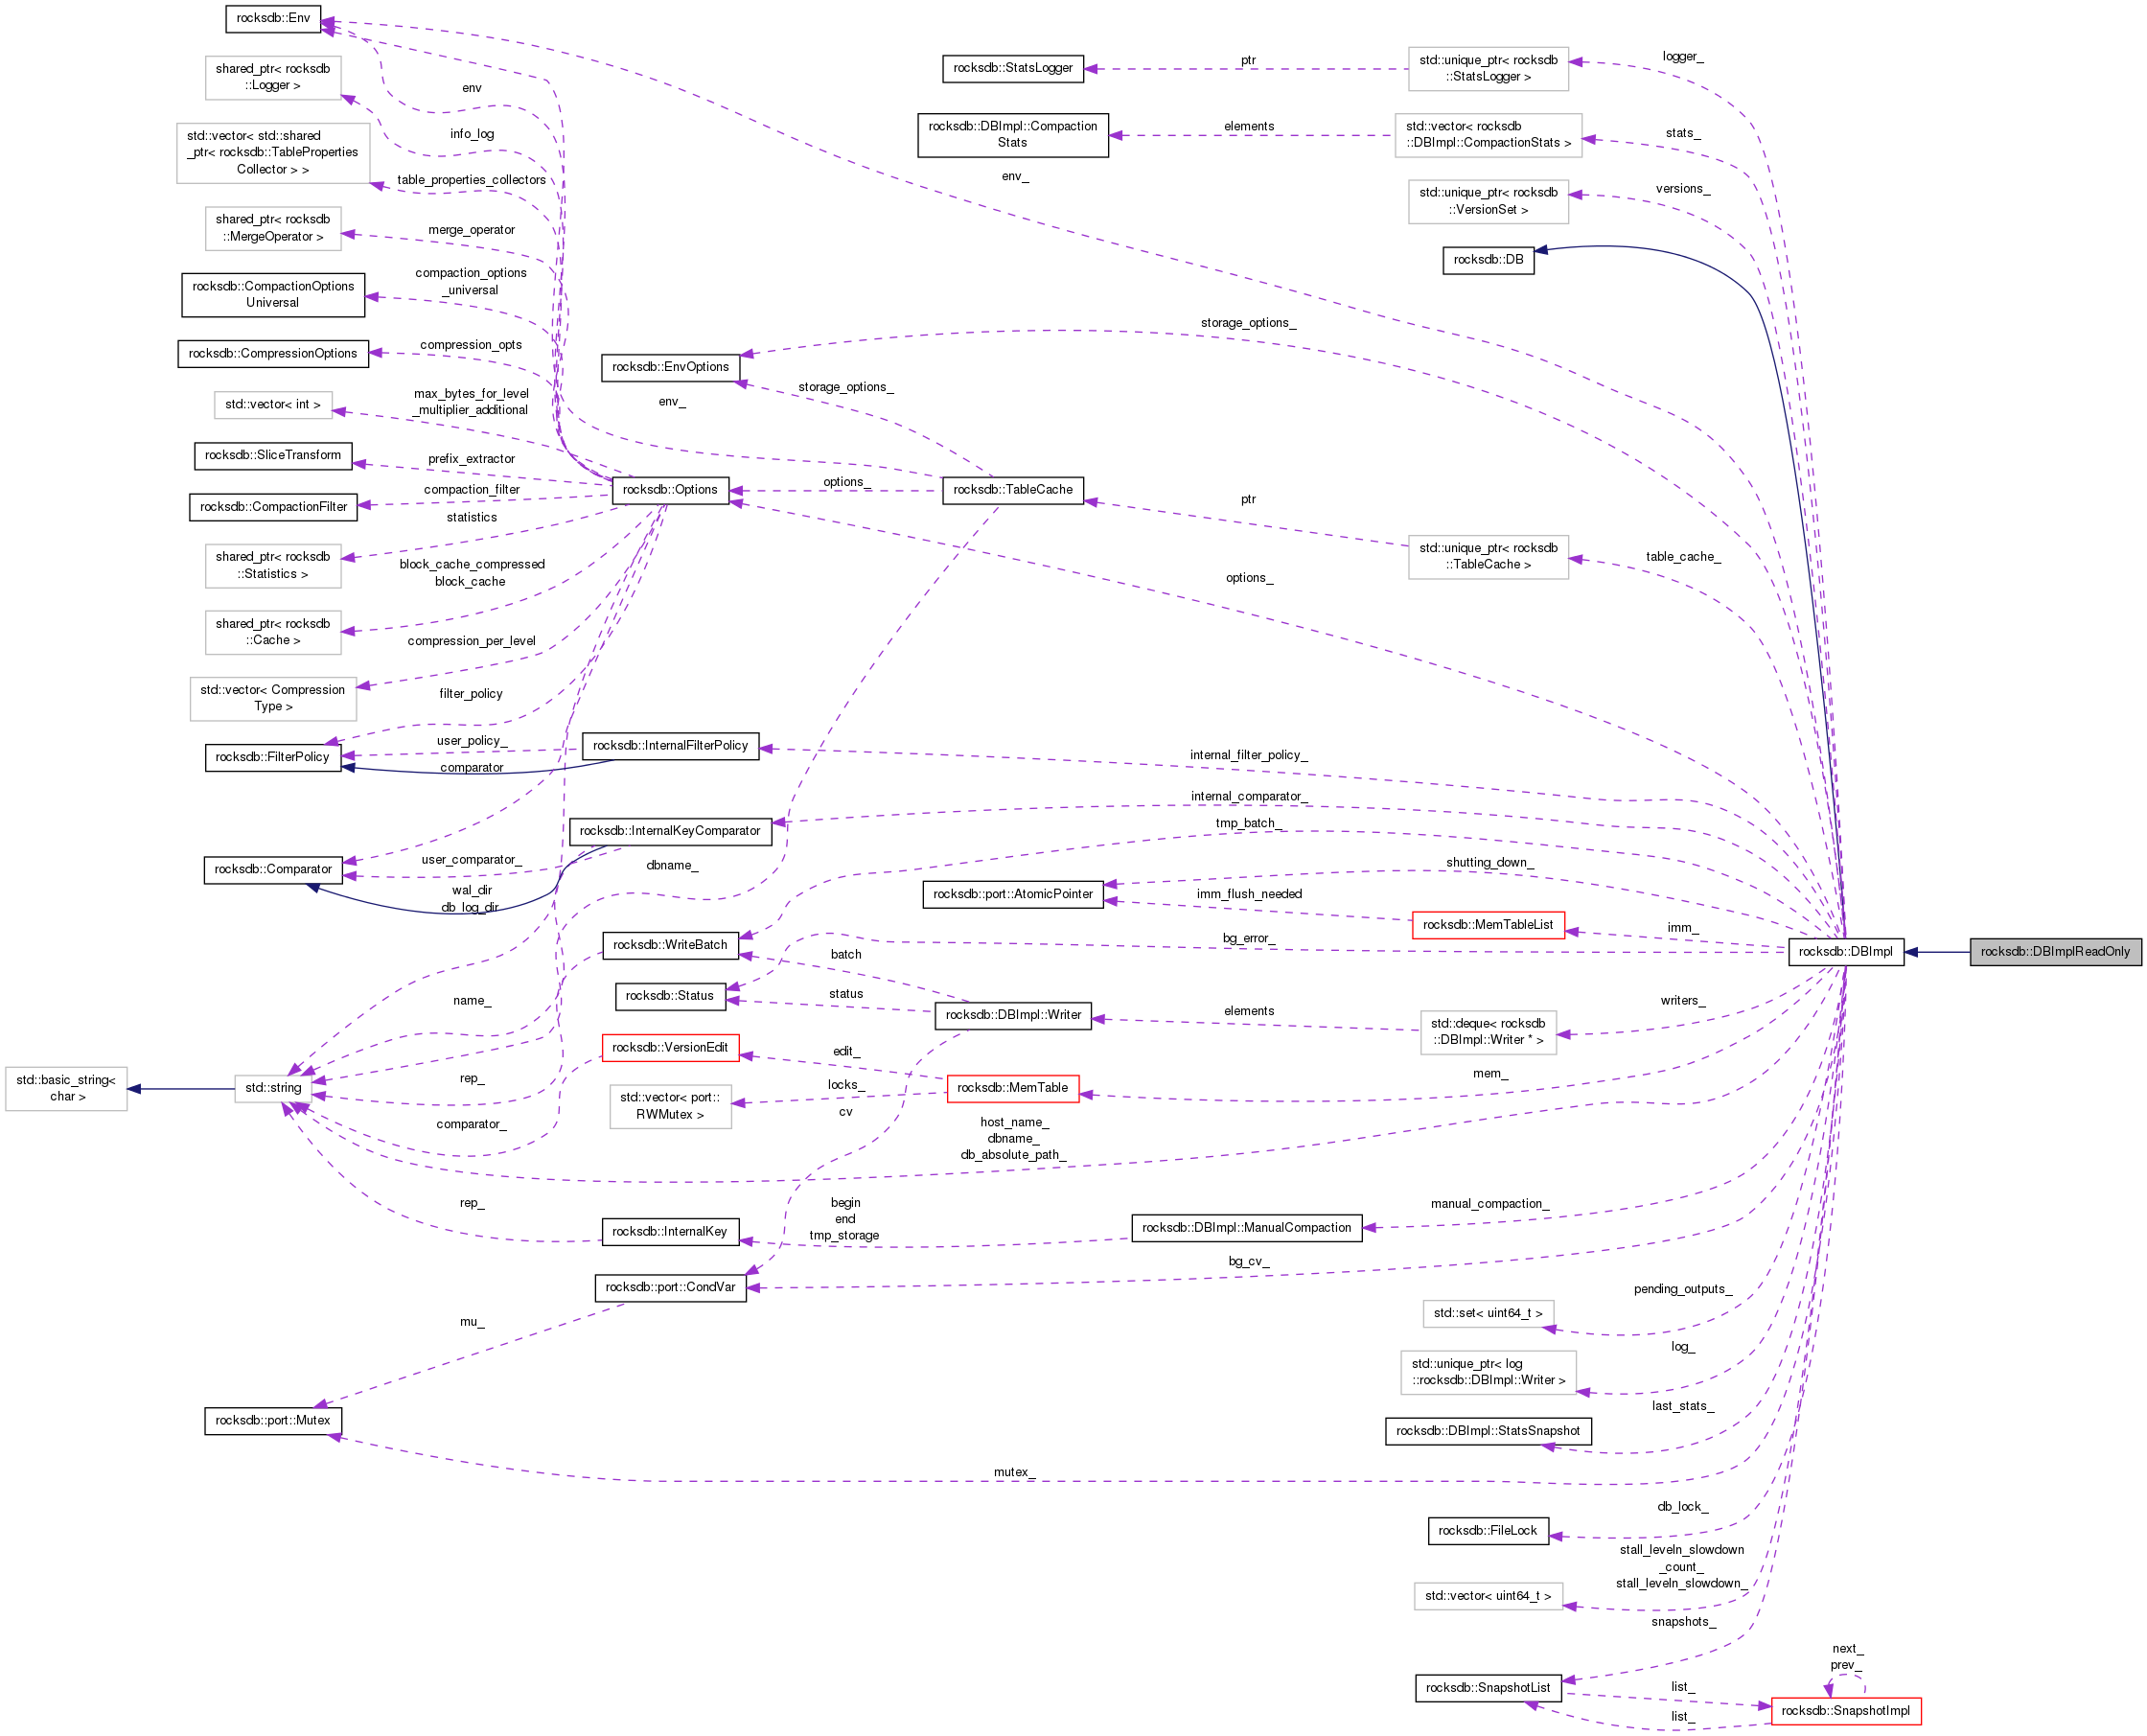 rocksdb::Env
shared_ptr< rocksdb
::Logger >
std::vector< std::shared
_ptr< rocksdb::TableProperties
Collector > >
shared_ptr< rocksdb
::MergeOperator >
rocksdb::CompactionOptions
Universal
rocksdb::CompressionOptions
std::vector< int >
rocksdb::SliceTransform
rocksdb::CompactionFilter
shared_ptr< rocksdb
::Statistics >
shared_ptr< rocksdb
::Cache >
std::vector< Compression
Type >
rocksdb::FilterPolicy
rocksdb::Comparator
std::basic_string<
char >
std::string
rocksdb::port::Mutex
env
info_log
table_properties_collectors
merge_operator
compaction_options
_universal
compression_opts
max_bytes_for_level
_multiplier_additional
prefix_extractor
compaction_filter
statistics
block_cache_compressed
block_cache
compression_per_level
filter_policy
user_policy_
comparator
user_comparator_
wal_dir
db_log_dir
name_
rep_
comparator_
rep_
mu_
rocksdb::EnvOptions
env_
rocksdb::Options
rocksdb::InternalFilterPolicy
rocksdb::InternalKeyComparator
dbname_
rocksdb::WriteBatch
rocksdb::Status
rocksdb::VersionEdit
std::vector< port::
RWMutex >
rocksdb::InternalKey
rocksdb::port::CondVar
storage_options_
options_
batch
status
edit_
locks_
cv
begin
end
tmp_storage
rocksdb::StatsLogger
rocksdb::DBImpl::Compaction
Stats
env_
rocksdb::TableCache
rocksdb::port::AtomicPointer
rocksdb::DBImpl::Writer
rocksdb::MemTable
host_name_
dbname_
db_absolute_path_
rocksdb::DBImpl::ManualCompaction
mutex_
ptr
elements
storage_options_
ptr
options_
internal_filter_policy_
internal_comparator_
tmp_batch_
imm_flush_needed
bg_error_
elements
bg_cv_
std::unique_ptr< rocksdb
::StatsLogger >
std::vector< rocksdb
::DBImpl::CompactionStats >
std::unique_ptr< rocksdb
::VersionSet >
rocksdb::DB
std::unique_ptr< rocksdb
::TableCache >
shutting_down_
rocksdb::MemTableList
std::deque< rocksdb
::DBImpl::Writer * >
mem_
manual_compaction_
std::set< uint64_t >
std::unique_ptr< log
::rocksdb::DBImpl::Writer >
rocksdb::DBImpl::StatsSnapshot
rocksdb::FileLock
std::vector< uint64_t >
rocksdb::SnapshotList
logger_
stats_
versions_
table_cache_
imm_
writers_
pending_outputs_
log_
last_stats_
db_lock_
stall_leveln_slowdown
_count_
stall_leveln_slowdown_
snapshots_
list_
list_
rocksdb::DBImpl
rocksdb::DBImplReadOnly
next_
prev_
rocksdb::SnapshotImpl